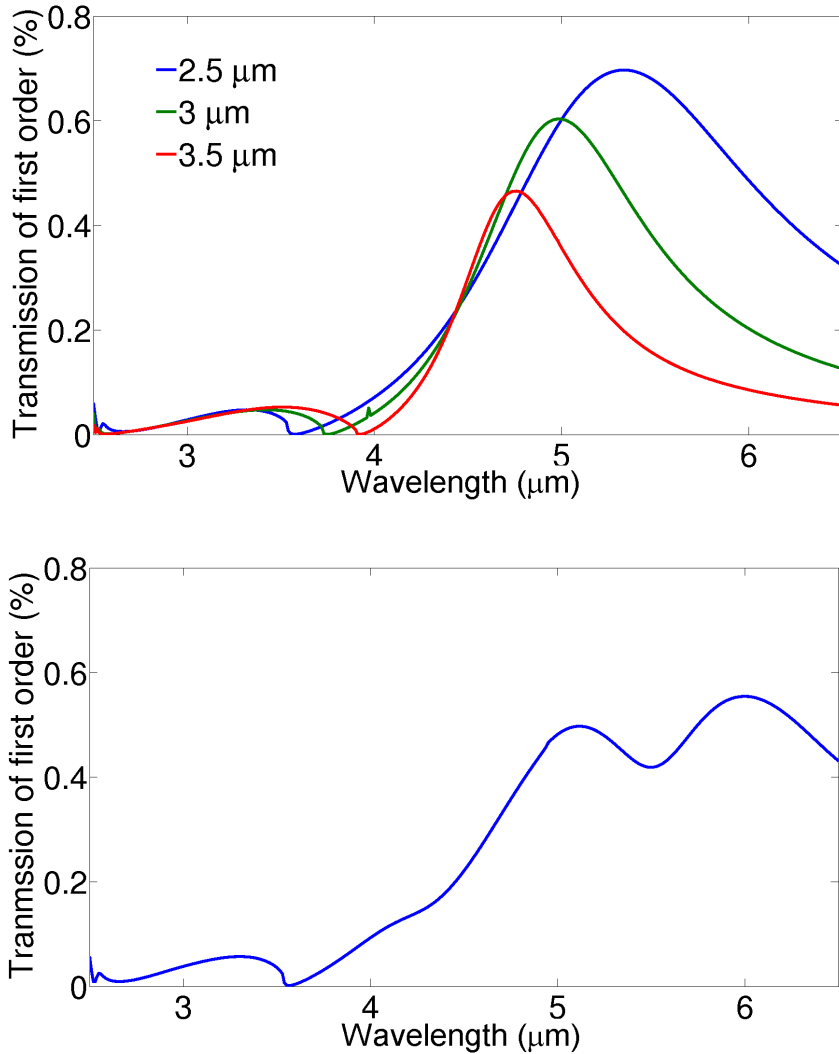 Transmission of first order (%)
0.8
0.6
0.4
0.2
0
2.5 μm
3 μm
3.5 μm
3 4 5 6
Wavelength (μm)
Tranmssion of first order (%)
0.8
0.6
0.4
0.2
0
3 4 5 6
Wavelength (μm)